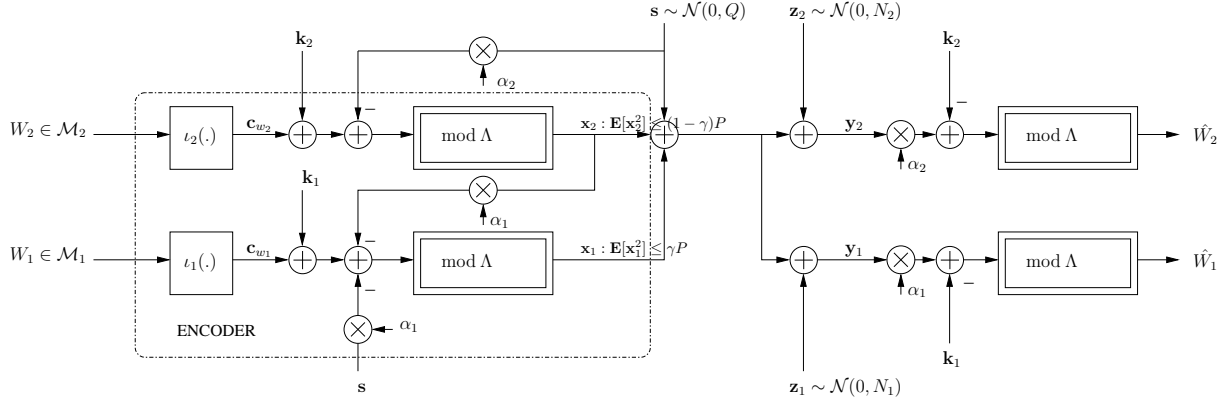 s ∼ 𝒩(0, Q)
z₂ ∼ 𝒩(0, N₂)
k₂
k₂
α₂
W₂ ∈ ℳ₂
ι₂(.)
c_{w₂}
−
mod Λ
x₂ : E[x₂²] ≤ (1 − γ)P
y₂
α₂
−
mod Λ
Ŵ₂
k₁
α₁
W₁ ∈ ℳ₁
ι₁(.)
c_{w₁}
−
−
mod Λ
x₁ : E[x₁²] ≤ γP
y₁
α₁
−
mod Λ
Ŵ₁
ENCODER
α₁
k₁
s
z₁ ∼ 𝒩(0, N₁)